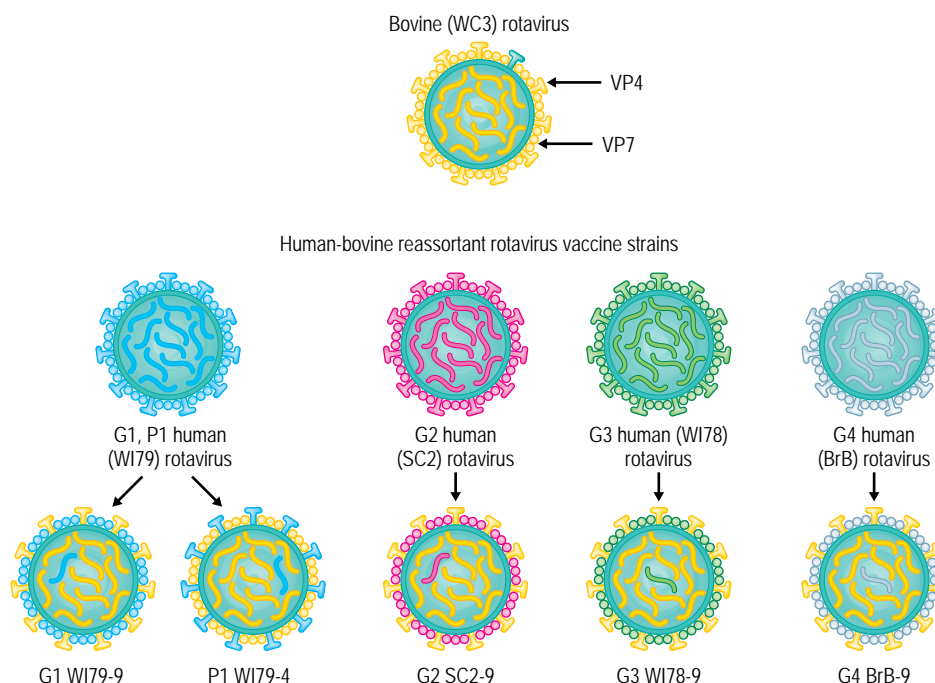 Bovine (WC3) rotavirus
VP4
VP7
Human-bovine reassortant rotavirus vaccine strains
G1, P1 human
(WI79) rotavirus
G2 human
(SC2) rotavirus
G3 human (WI78)
rotavirus
G4 human
(BrB) rotavirus
G1 WI79-9
P1 WI79-4
G2 SC2-9
G3 WI78-9
G4 BrB-9